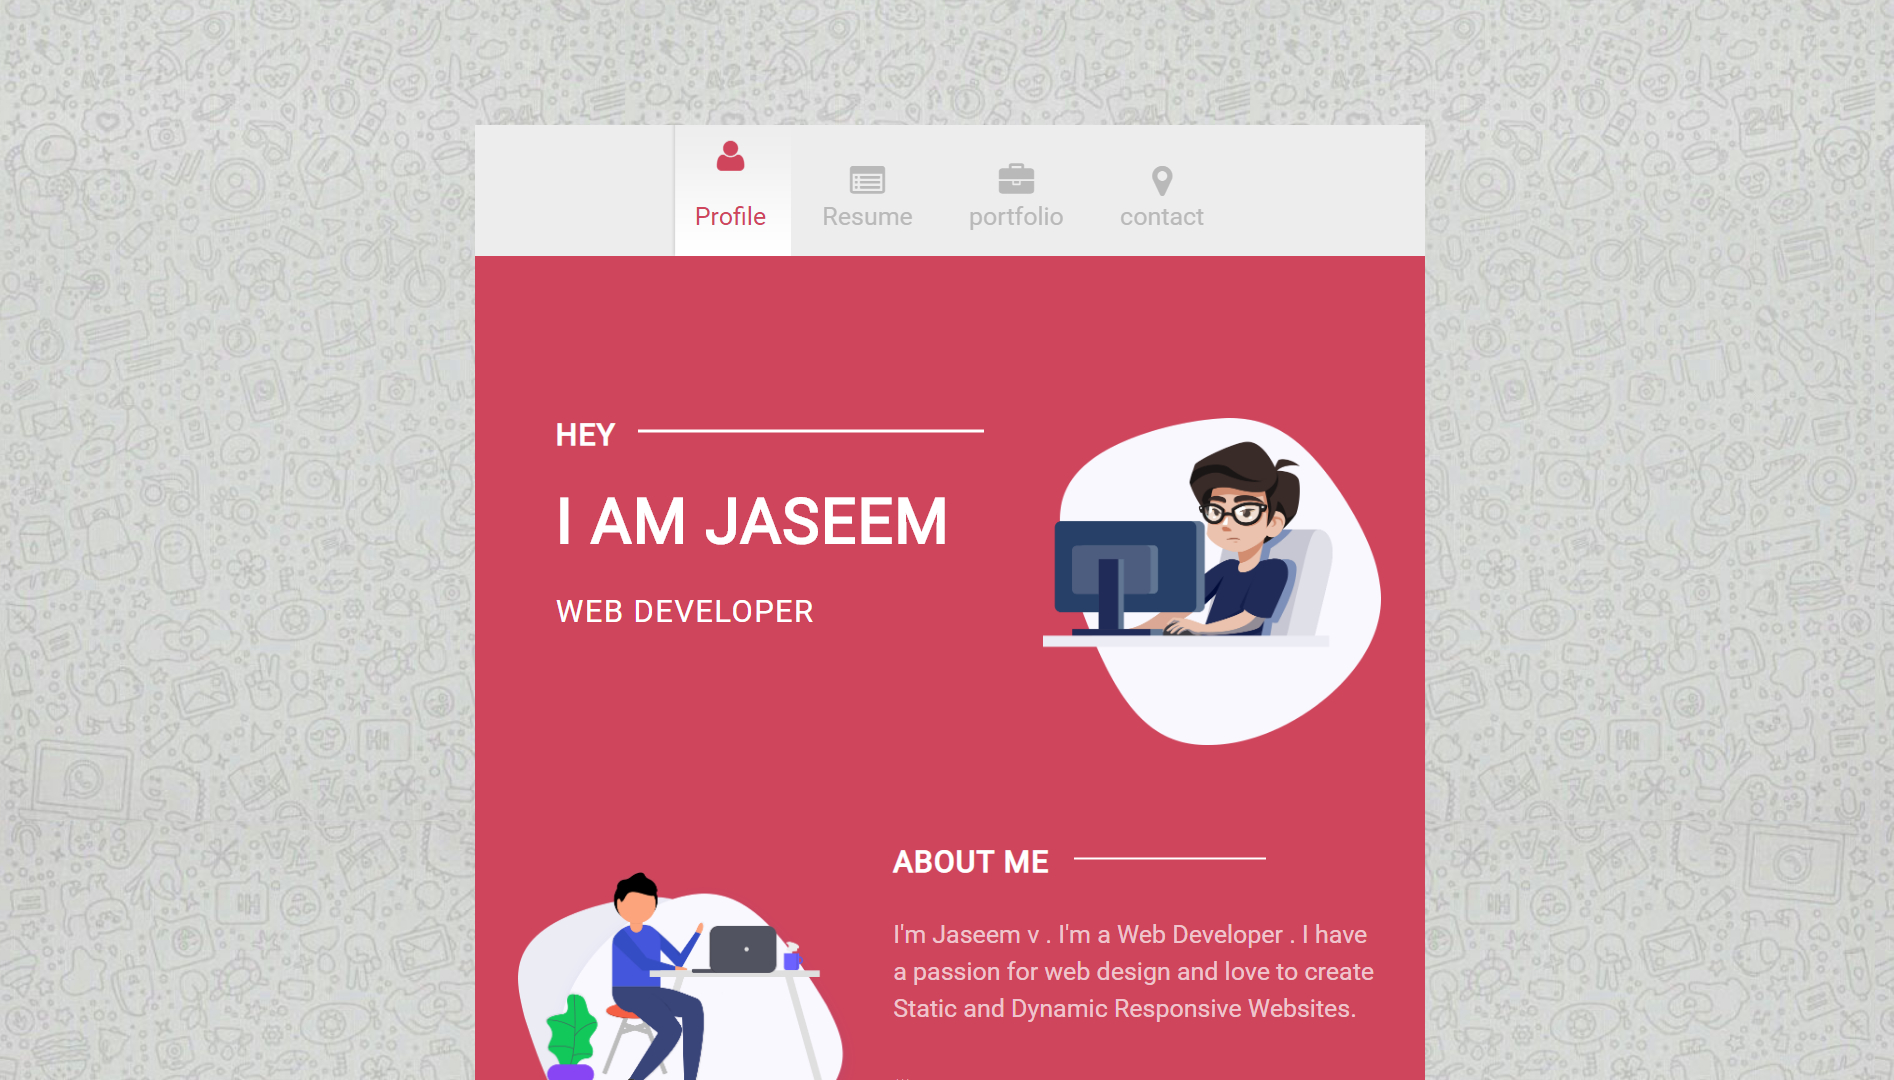 Profile
Resume
portfolio
contact
HEY
I AM JASEEM
WEB DEVELOPER
ABOUT ME
I'm Jaseem v . I'm a Web Developer . I have
a passion for web design and love to create
Static and Dynamic Responsive Websites.